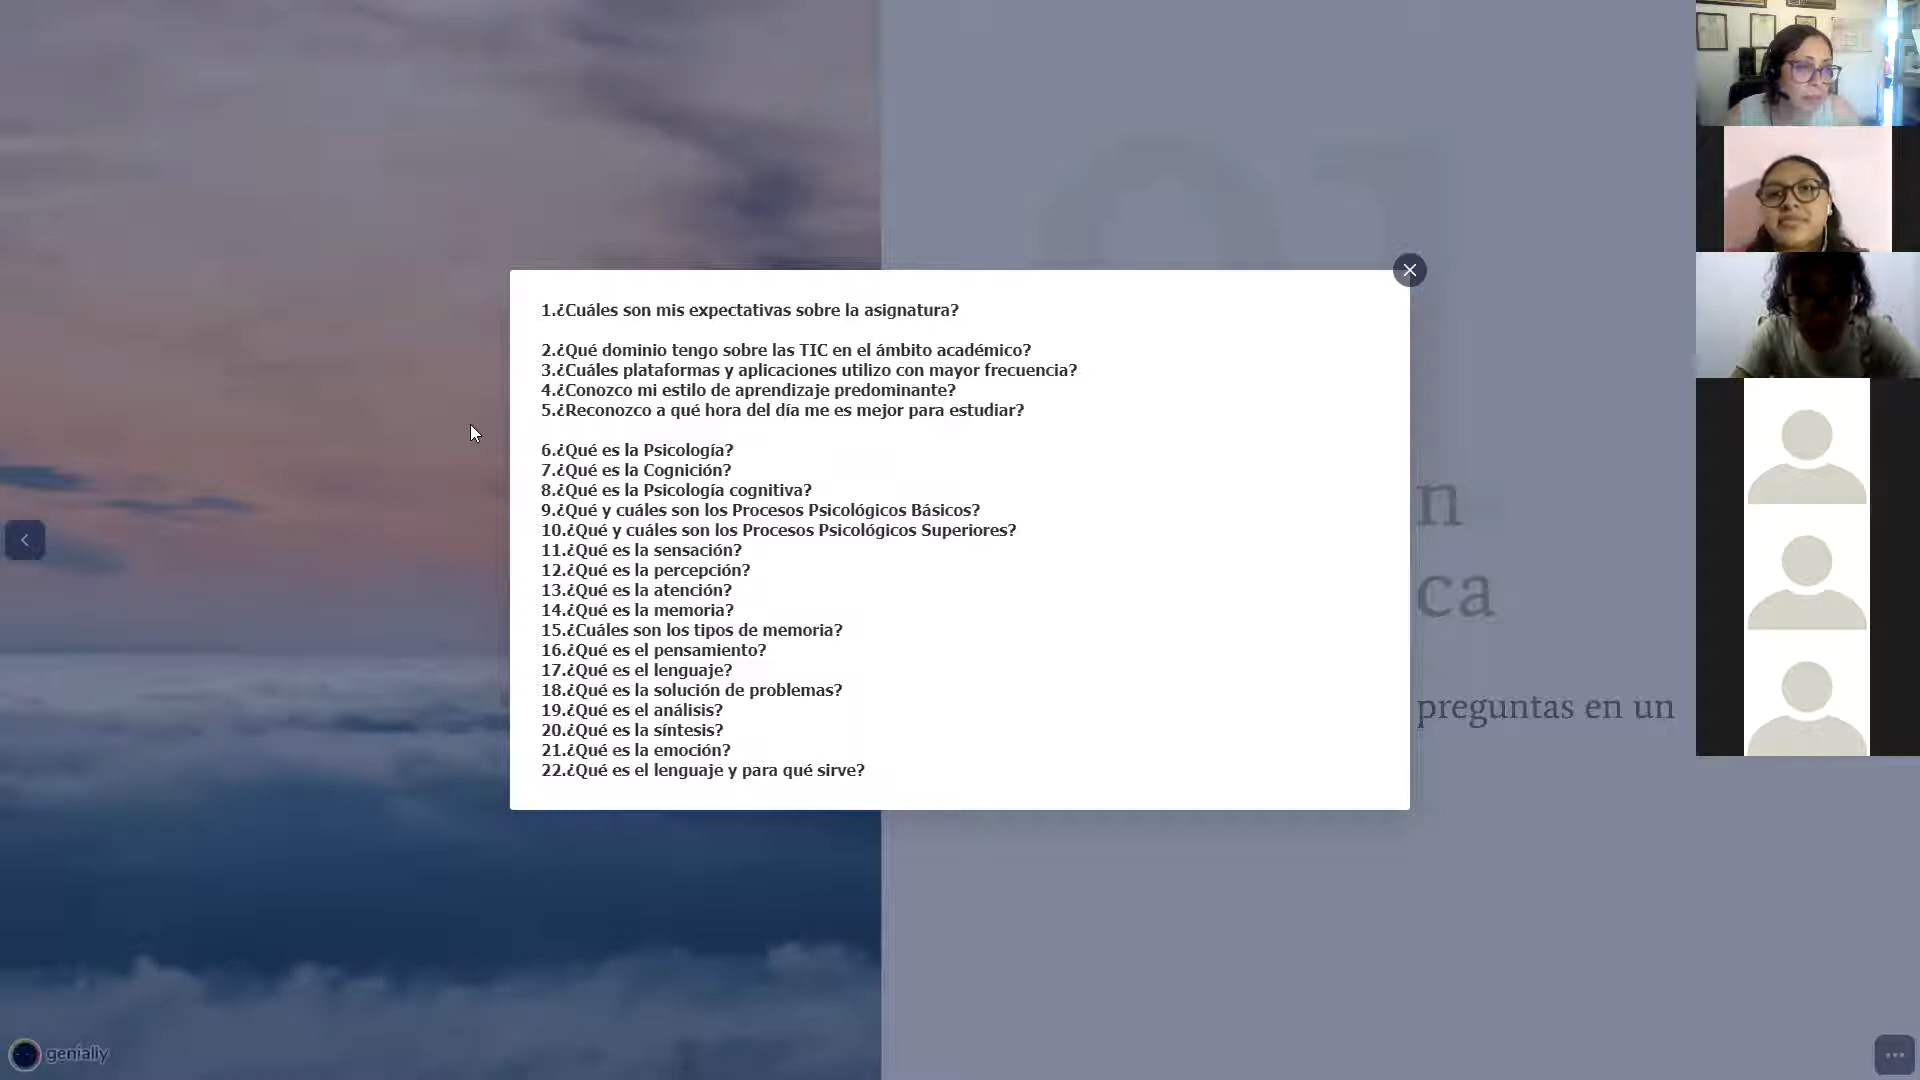 1.¿Cuáles son mis expectativas sobre la asignatura?
2.¿Qué dominio tengo sobre las TIC en el ámbito académico?
3.¿Cuáles plataformas y aplicaciones utilizo con mayor frecuencia?
4.¿Conozco mi estilo de aprendizaje predominante?
5.¿Reconozco a qué hora del día me es mejor para estudiar?
6.¿Qué es la Psicología?
7.¿Qué es la Cognición?
8.¿Qué es la Psicología cognitiva?
9.¿Qué y cuáles son los Procesos Psicológicos Básicos?
10.¿Qué y cuáles son los Procesos Psicológicos Superiores?
11.¿Qué es la sensación?
12.¿Qué es la percepción?
13.¿Qué es la atención?
14.¿Qué es la memoria?
15.¿Cuáles son los tipos de memoria?
16.¿Qué es el pensamiento?
17.¿Qué es el lenguaje?
18.¿Qué es la solución de problemas?
19.¿Qué es el análisis?
20.¿Qué es la síntesis?
21.¿Qué es la emoción?
22.¿Qué es el lenguaje y para qué sirve?
n
ca
preguntas en un
genially